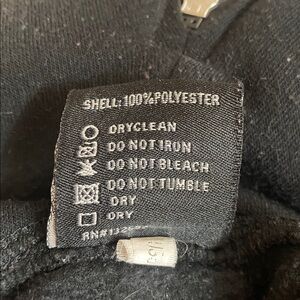 SHELL: 100%POLYESTER
DRYCLEAN
DO NOT IRON
DO NOT BLEACH
DO NOT TUMBLE
DRY
DRY